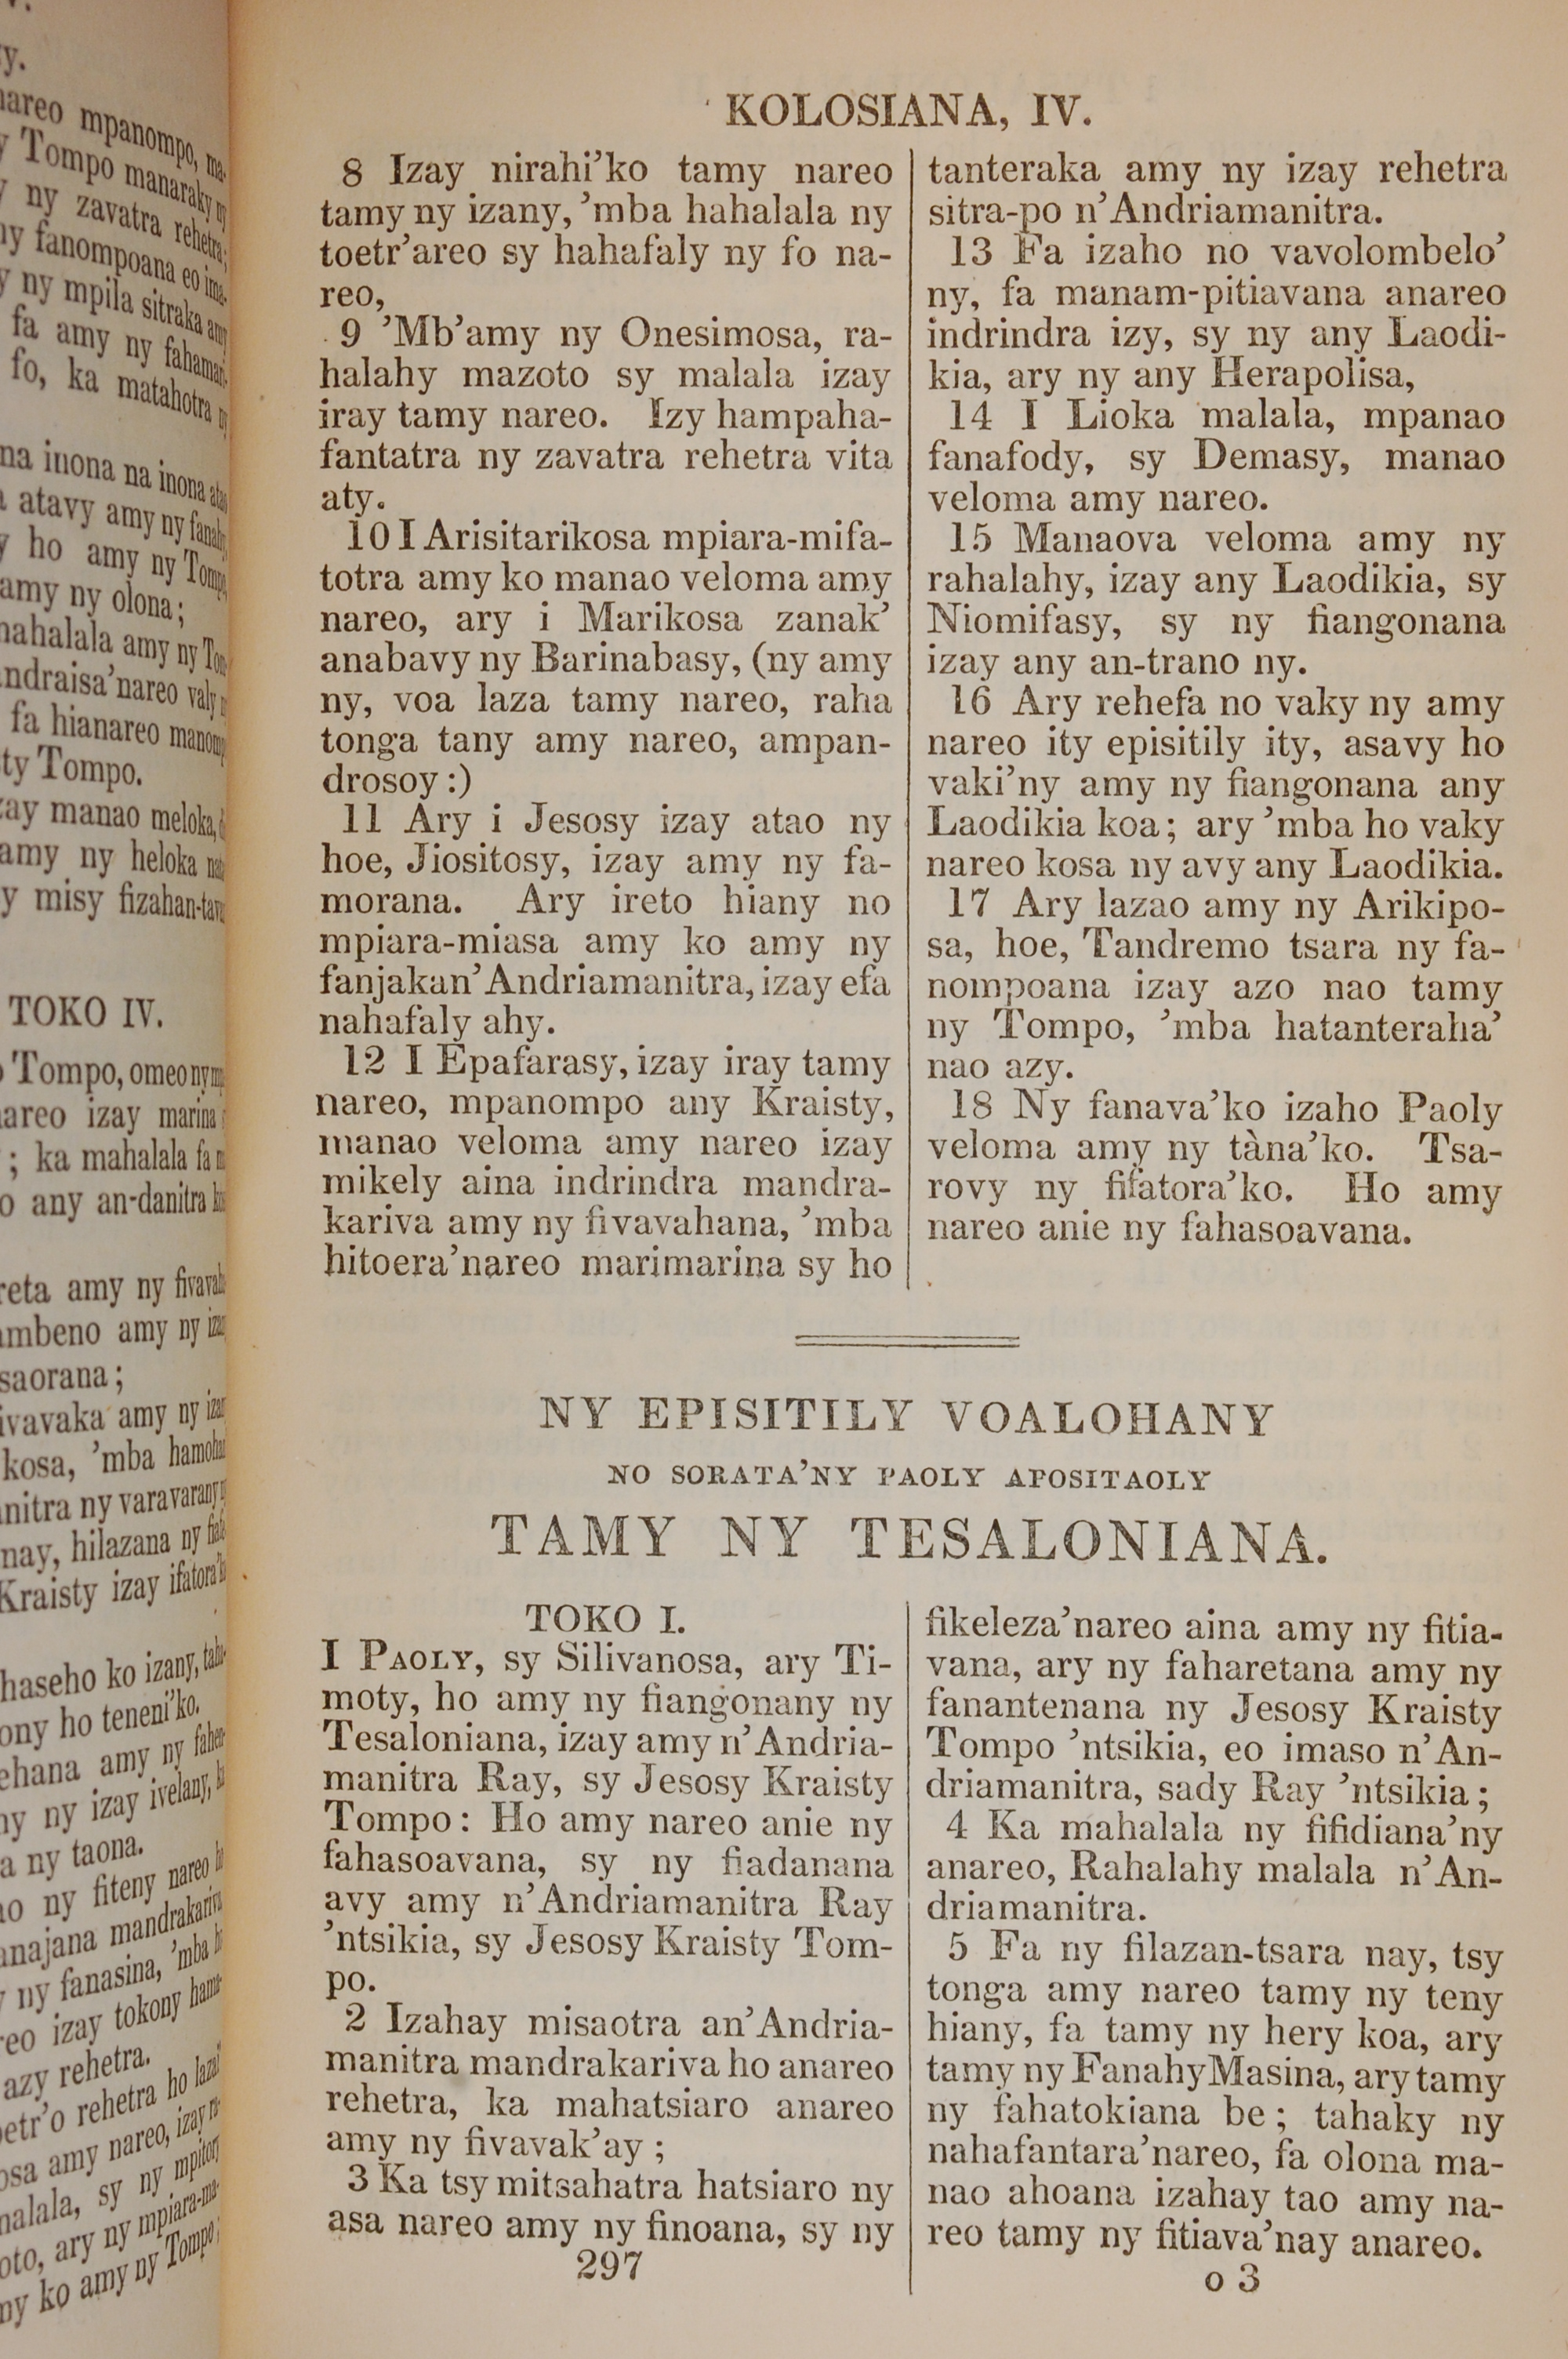 KOLOSIANA, IV.
8 Izay nirahi’ko tamy nareo
tamy ny izany, ’mba hahalala ny
toetr’areo sy hahafaly ny fo na-
reo,
9 ’Mb’amy ny Onesimosa, ra-
halahy mazoto sy malala izay
iray tamy nareo. Izy hampaha-
fantatra ny zavatra rehetra vita
aty.
10 I Arisitarikosa mpiara-mifa-
totra amy ko manao veloma amy
nareo, ary i Marikosa zanak’
anabavy ny Barinabasy, (ny amy
ny, voa laza tamy nareo, raha
tonga tany amy nareo, ampan-
drosoy :)
11 Ary i Jesosy izay atao ny
hoe, Jiositosy, izay amy ny fa-
morana. Ary ireto hiany no
mpiara-miasa amy ko amy ny
fanjakan’Andriamanitra, izay efa
nahafaly ahy.
12 I Epafarasy, izay iray tamy
nareo, mpanompo any Kraisty,
manao veloma amy nareo izay
mikely aina indrindra mandra-
kariva amy ny fivavahana, ’mba
hitoera’nareo marimarina sy ho
tanteraka amy ny izay rehetra
sitra-po n’Andriamanitra.
13 Fa izaho no vavolombelo’
ny, fa manam-pitiavana anareo
indrindra izy, sy ny any Laodi-
kia, ary ny any Herapolisa,
14 I Lioka malala, mpanao
fanafody, sy Demasy, manao
veloma amy nareo.
15 Manaova veloma amy ny
rahalahy, izay any Laodikia, sy
Niomifasy, sy ny fiangonana
izay any an-trano ny.
16 Ary rehefa no vaky ny amy
nareo ity episitily ity, asavy ho
vaki’ny amy ny fiangonana any
Laodikia koa; ary ’mba ho vaky
nareo kosa ny avy any Laodikia.
17 Ary lazao amy ny Arikipo-
sa, hoe, Tandremo tsara ny fa-
nompoana izay azo nao tamy
ny Tompo, ’mba hatanteraha’
nao azy.
18 Ny fanava’ko izaho Paoly
veloma amy ny tàna’ko. Tsa-
rovy ny fifatora’ko. Ho amy
nareo anie ny fahasoavana.
NY EPISITILY VOALOHANY
NO SORATA’NY PAOLY APOSITAOLY
TAMY NY TESALONIANA.
TOKO I.
I PAOLY, sy Silivanosa, ary Ti-
moty, ho amy ny fiangonany ny
Tesaloniana, izay amy n’Andria-
manitra Ray, sy Jesosy Kraisty
Tompo: Ho amy nareo anie ny
fahasoavana, sy ny fiadanana
avy amy n’Andriamanitra Ray
’ntsikia, sy Jesosy Kraisty Tom-
po.
2 Izahay misaotra an’Andria-
manitra mandrakariva ho anareo
rehetra, ka mahatsiaro anareo
amy ny fivavak’ay ;
3 Ka tsy mitsahatra hatsiaro ny
asa nareo amy ny finoana, sy ny
297
fikeleza’nareo aina amy ny fitia-
vana, ary ny faharetana amy ny
fanantenana ny Jesosy Kraisty
Tompo ’ntsikia, eo imaso n’An-
driamanitra, sady Ray ’ntsikia ;
4 Ka mahalala ny fifidiana’ny
anareo, Rahalahy malala n’An-
driamanitra.
5 Fa ny filazan-tsara nay, tsy
tonga amy nareo tamy ny teny
hiany, fa tamy ny hery koa, ary
tamy ny Fanahy Masina, ary tamy
ny fahatokiana be ; tahaky ny
nahafantara’nareo, fa olona ma-
nao ahoana izahay tao amy na-
reo tamy ny fitiava’nay anareo.
o 3